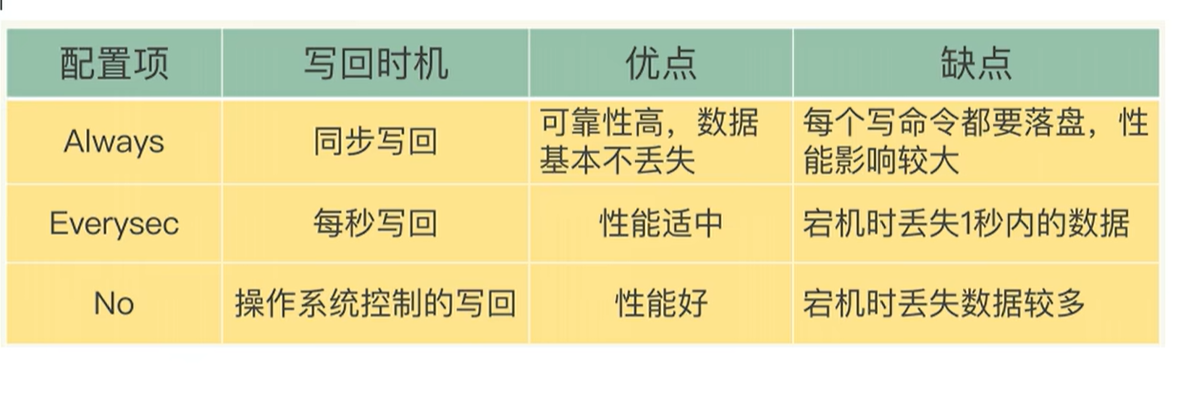 配置项 写回时机 优点 缺点
Always 同步写回 可靠性高，数据基本不丢失 每个写命令都要落盘，性能影响较大
Everysec 每秒写回 性能适中 宕机时丢失1秒内的数据
No 操作系统控制的写回 性能好 宕机时丢失数据较多